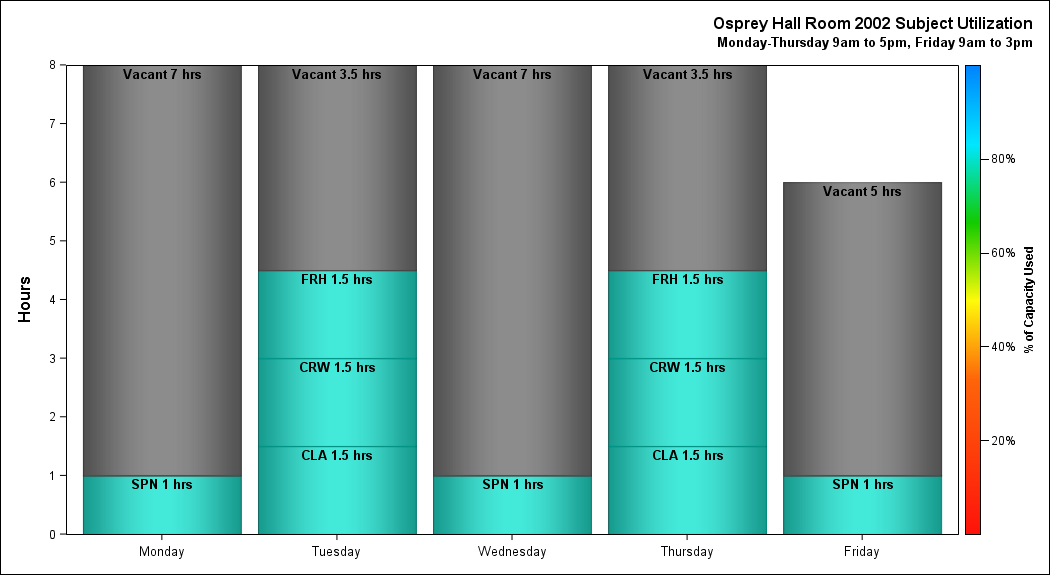 Osprey Hall Room 2002 Subject Utilization
Monday-Thursday 9am to 5pm, Friday 9am to 3pm
Hours
8
7
6
5
4
3
2
1
0
Vacant 7 hrs
SPN 1 hrs
Vacant 3.5 hrs
FRH 1.5 hrs
CRW 1.5 hrs
CLA 1.5 hrs
Vacant 7 hrs
SPN 1 hrs
Vacant 3.5 hrs
FRH 1.5 hrs
CRW 1.5 hrs
CLA 1.5 hrs
Vacant 5 hrs
SPN 1 hrs
Monday
Tuesday
Wednesday
Thursday
Friday
80%
60%
40%
20%
% of Capacity Used